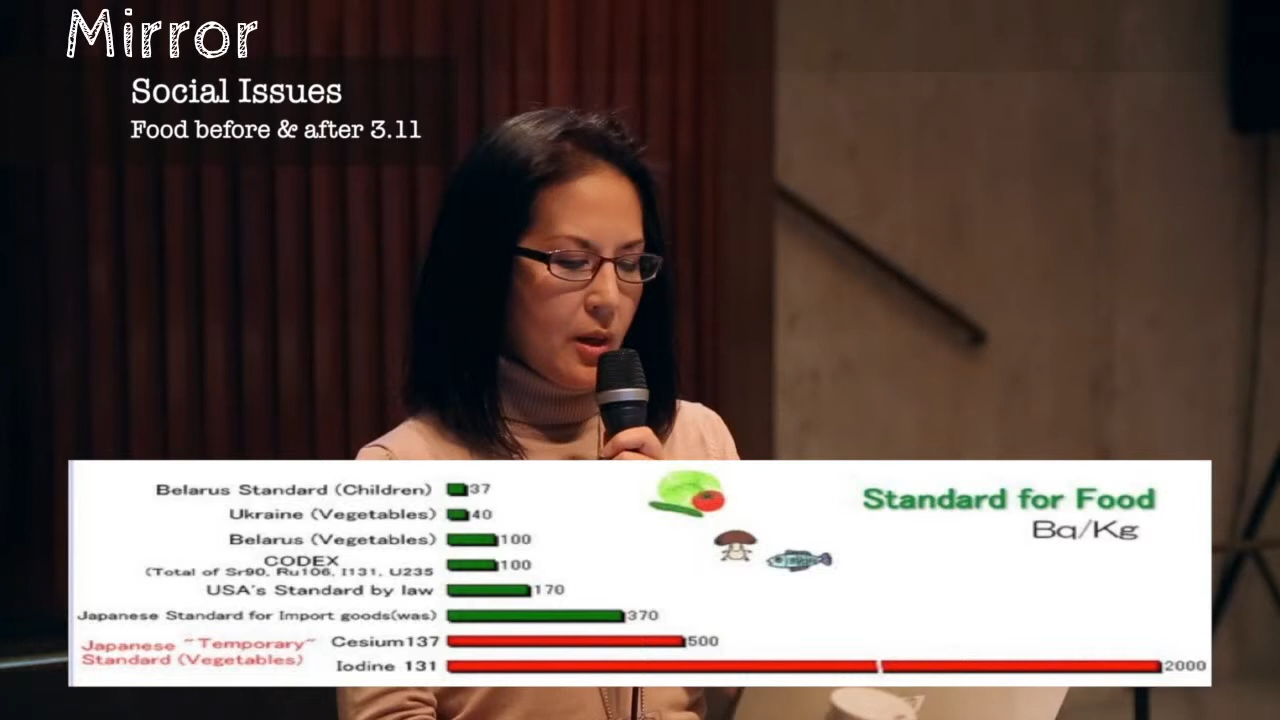 Mirror
Social Issues
Food before & after 3.11
Standard for Food
Bq/Kg
Belarus Standard (Children) 37
Ukraine (Vegetables) 40
Belarus (Vegetables) 100
CODEX 100
(Total of Sr90, Ru106, I131, U235
USA's Standard by law 170
Japanese Standard for Import goods(was) 370
Japanese "Temporary"
Standard (Vegetables)
Cesium137 500
Iodine 131 2000